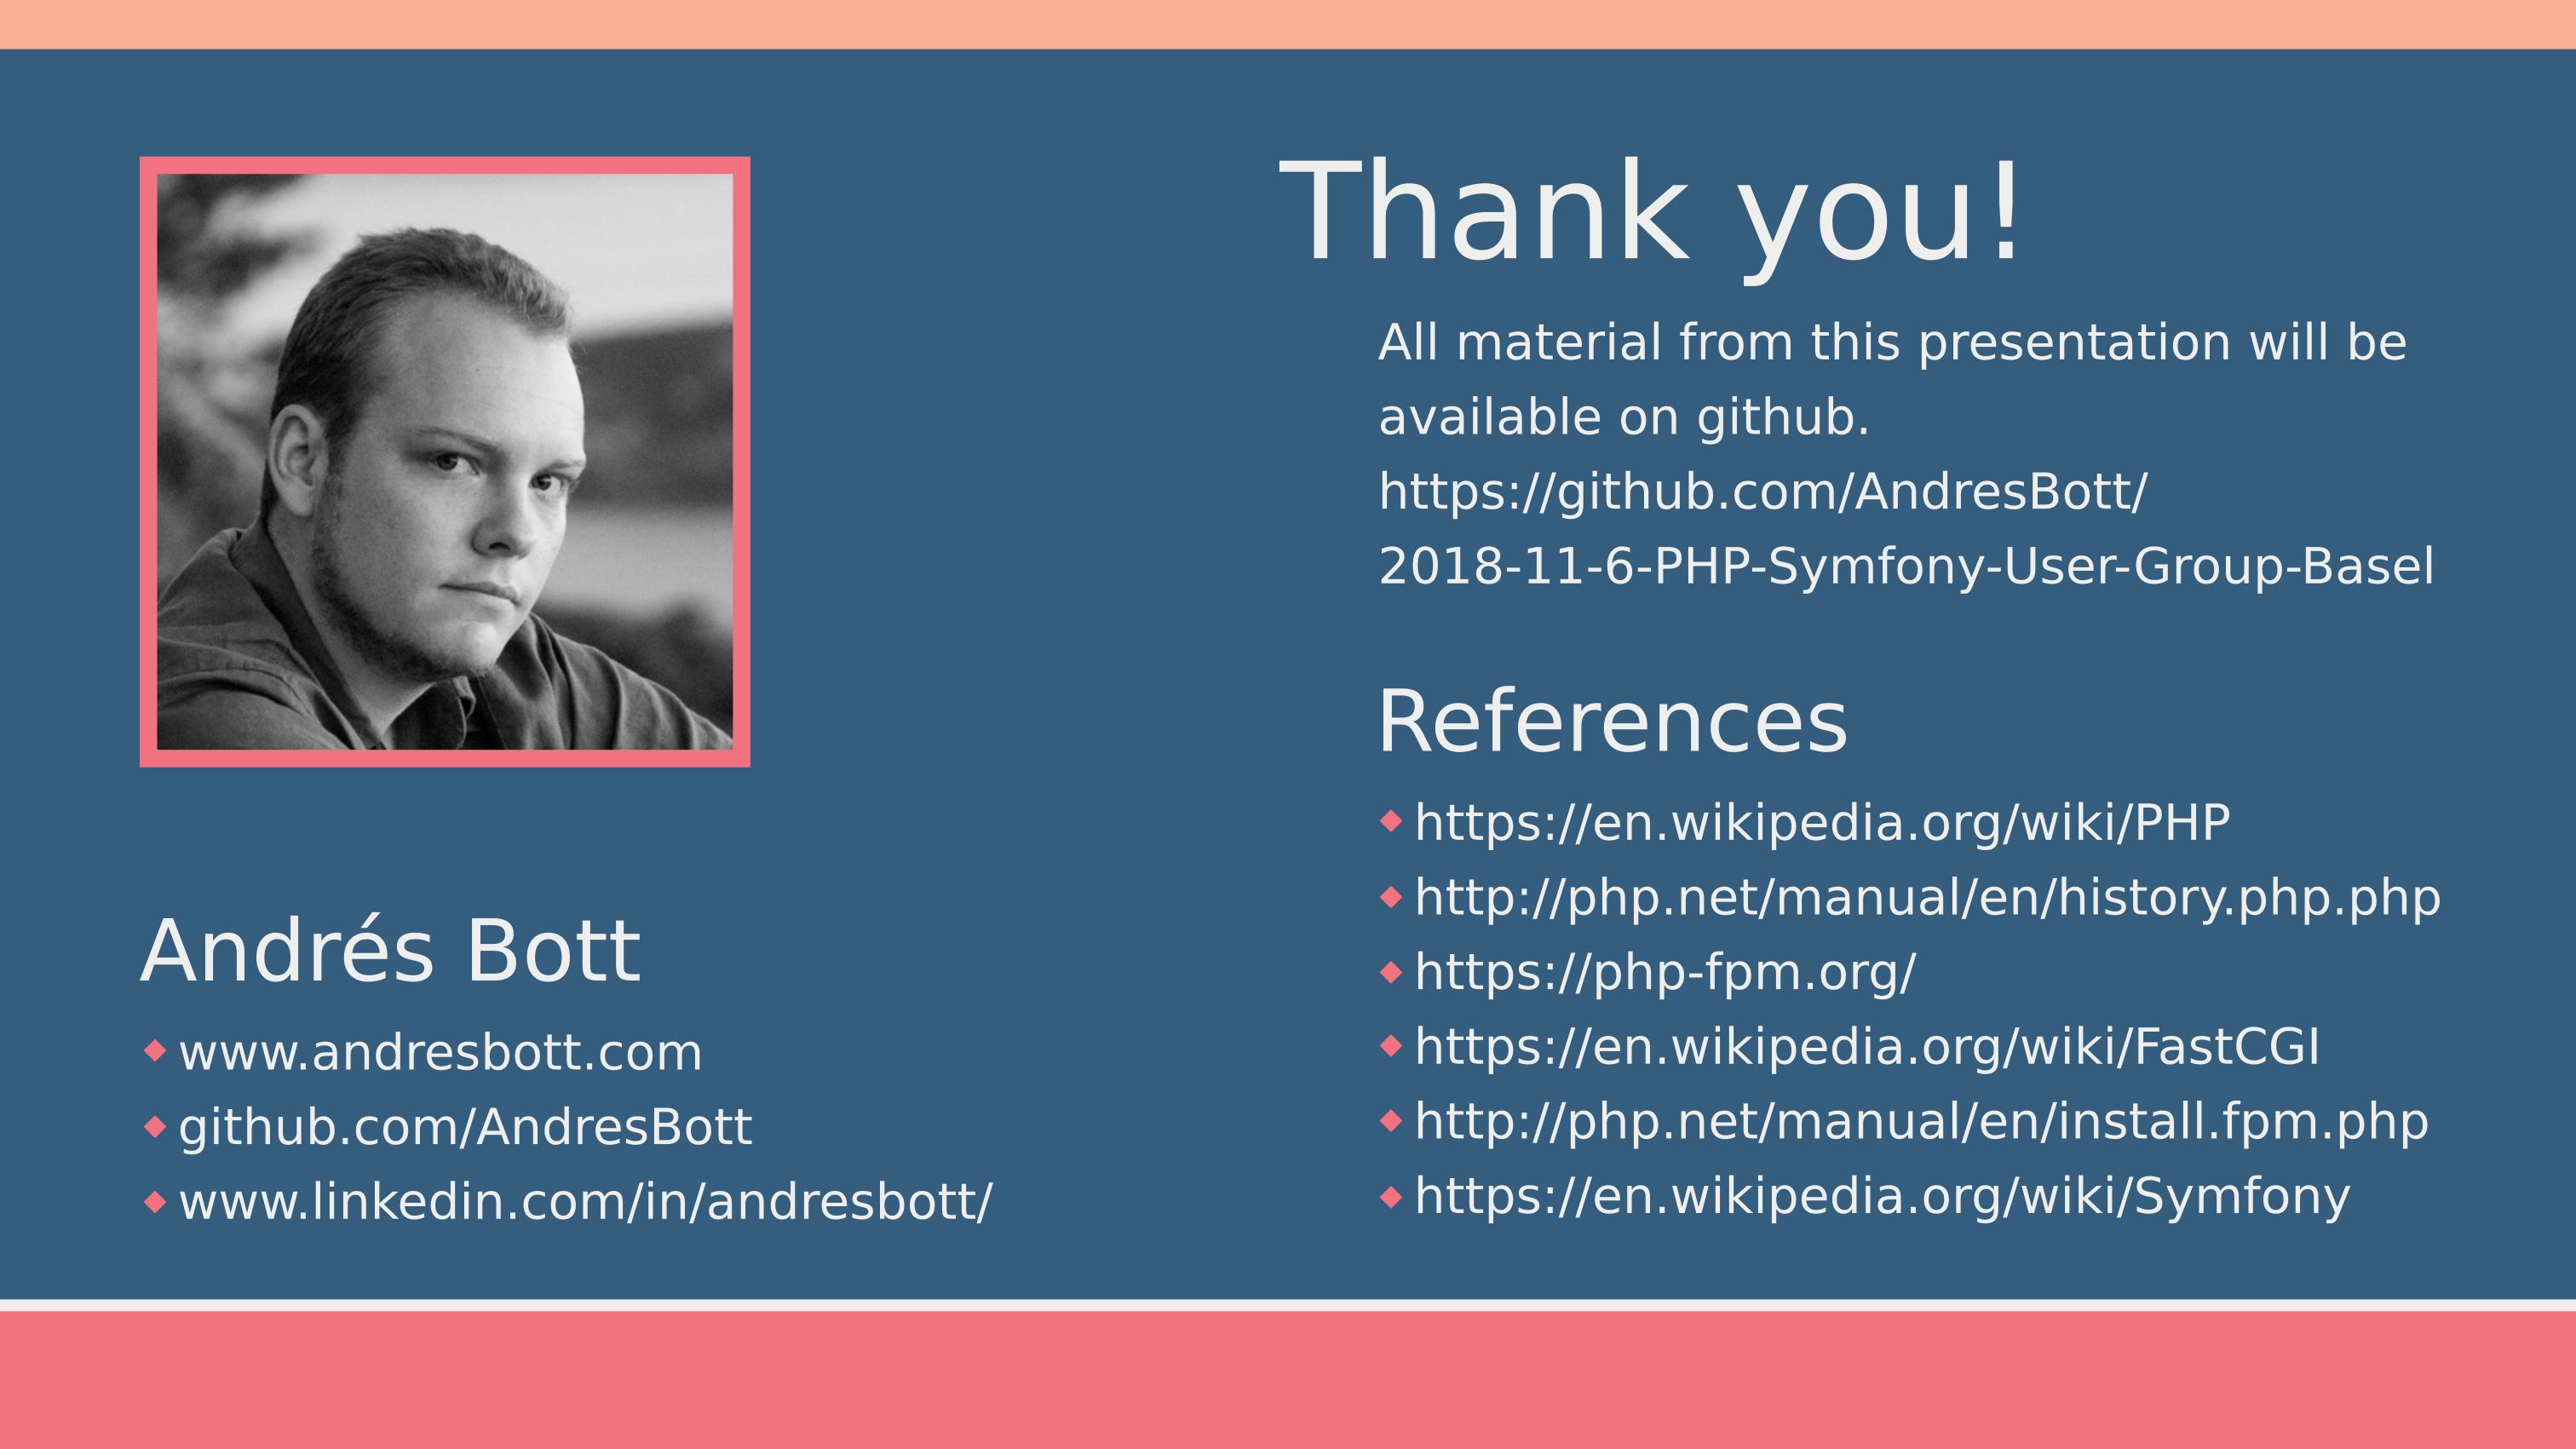 Thank you!
All material from this presentation will be
available on github.
https://github.com/AndresBott/
2018-11-6-PHP-Symfony-User-Group-Basel
References
https://en.wikipedia.org/wiki/PHP
http://php.net/manual/en/history.php.php
https://php-fpm.org/
https://en.wikipedia.org/wiki/FastCGI
http://php.net/manual/en/install.fpm.php
https://en.wikipedia.org/wiki/Symfony
Andrés Bott
www.andresbott.com
github.com/AndresBott
www.linkedin.com/in/andresbott/